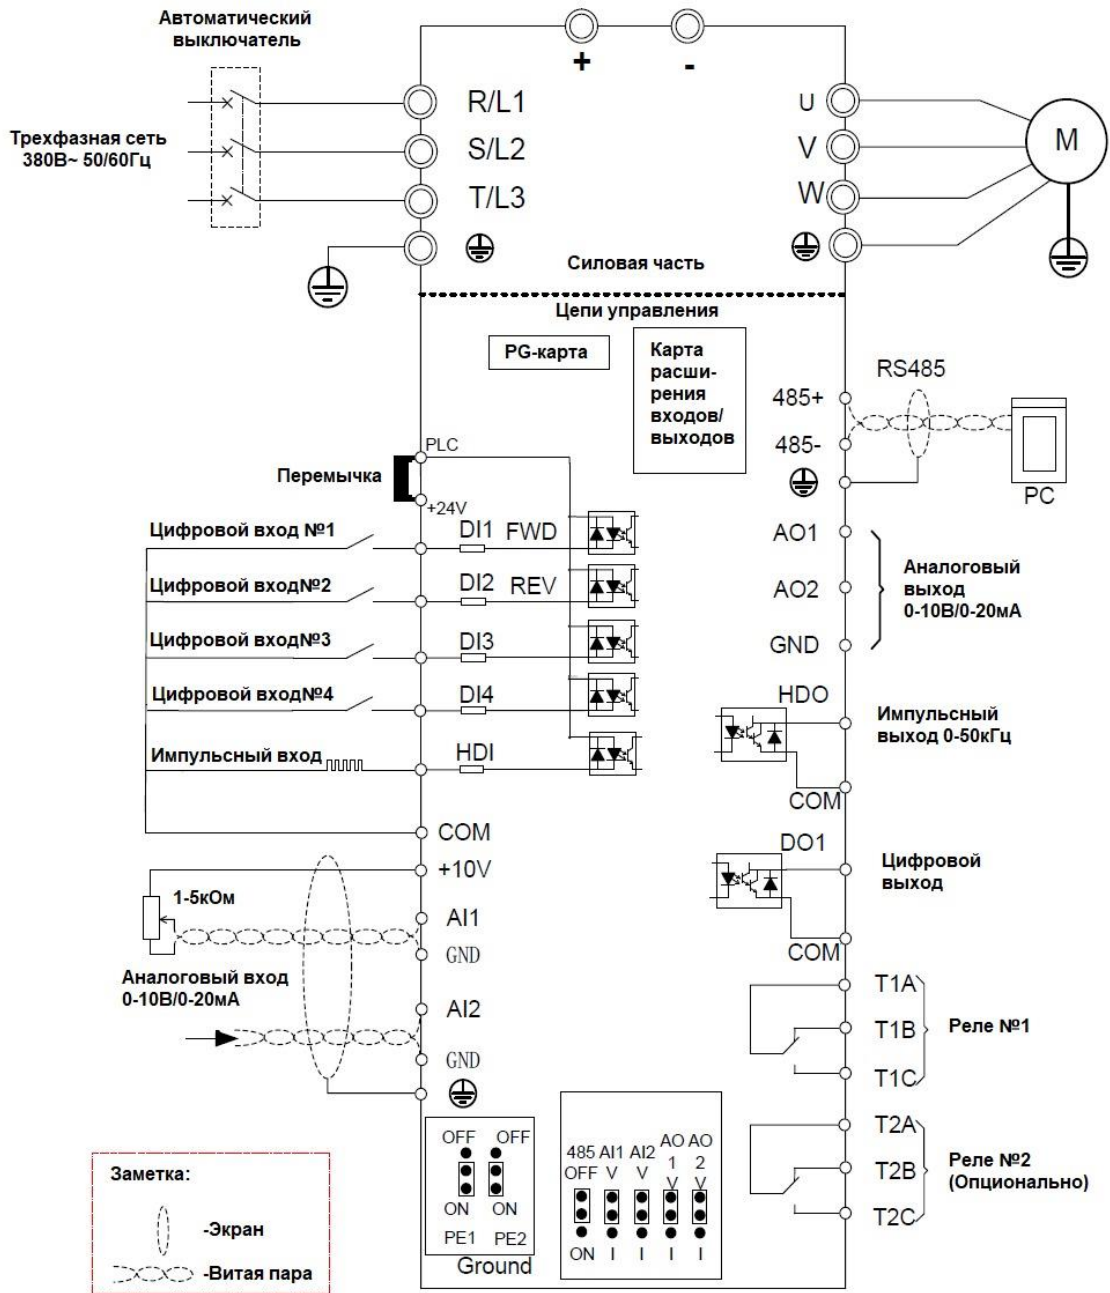 Автоматический
выключатель
+
-
R/L1
U
Трехфазная сеть
380В~ 50/60Гц
S/L2
V
M
T/L3
W
Силовая часть
Цепи управления
PG-карта
Карта
расши-
рения
входов/
выходов
RS485
485+
485-
PC
PLC
Перемычка
+24V
Цифровой вход №1
DI1
FWD
Цифровой вход№2
DI2
REV
Цифровой вход№3
DI3
Цифровой вход№4
DI4
Импульсный вход
HDI
COM
AO1
AO2
GND
Аналоговый
выход
0-10В/0-20мА
HDO
Импульсный
выход 0-50кГц
COM
DO1
Цифровой
выход
COM
+10V
1-5кОм
AI1
GND
Аналоговый вход
0-10В/0-20мА
AI2
GND
T1A
T1B
T1C
Реле №1
T2A
T2B
T2C
Реле №2
(Опционально)
OFF OFF
ON ON
PE1 PE2
Ground
485 AI1 AI2 AO AO
OFF V V 1 2
V V
ON I I I I
Заметка:
-Экран
-Витая пара